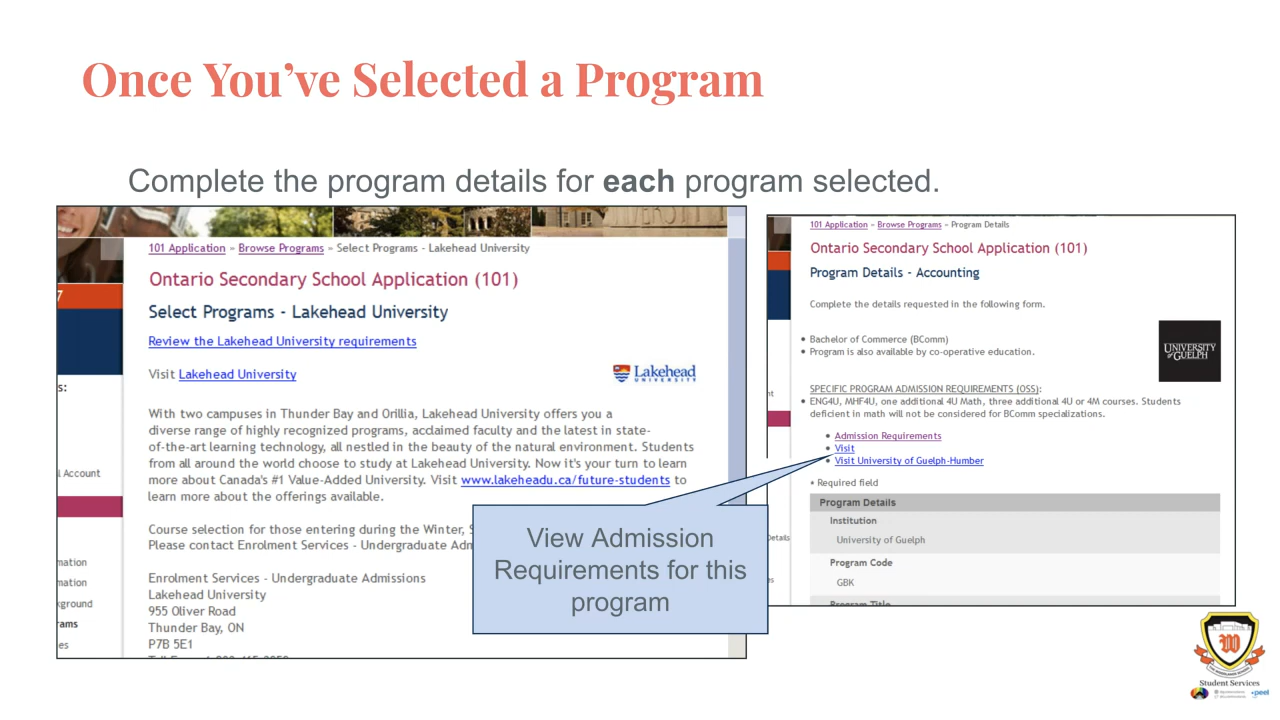 Once You've Selected a Program
Complete the program details for each program selected.
101 Application » Browse Programs » Select Programs - Lakehead University
Ontario Secondary School Application (101)
Select Programs - Lakehead University
Review the Lakehead University requirements
Visit Lakehead University
Lakehead
UNIVERSITY
With two campuses in Thunder Bay and Orillia, Lakehead University offers you a
diverse range of highly recognized programs, acclaimed faculty and the latest in state-
of-the-art learning technology, all nestled in the beauty of the natural environment. Students
from all around the world choose to study at Lakehead University. Now it's your turn to learn
more about Canada's #1 Value-Added University. Visit www.lakeheadu.ca/future-students to
learn more about the offerings available.
Course selection for those entering during the Winter,
Please contact Enrolment Services - Undergraduate
Enrolment Services - Undergraduate Admissions
Lakehead University
955 Oliver Road
Thunder Bay, ON
P7B 5E1
7
s:
l Account
mation
mation
kground
rams
es
View Admission
Requirements for this
program
101 Application » Browse Programs » Program Details
Ontario Secondary School Application (101)
Program Details - Accounting
Complete the details requested in the following form.
• Bachelor of Commerce (BComm)
• Program is also available by co-operative education.
UNIVERSITY
OF GUELPH
SPECIFIC PROGRAM ADMISSION REQUIREMENTS (OSS):
• ENG4U, MHF4U, one additional 4U Math, three additional 4U or 4M courses. Students
deficient in math will not be considered for BComm specializations.
• Admission Requirements
• Visit
• Visit University of Guelph-Humber
• Required field
Program Details
Institution
University of Guelph
Program Code
GBK
Program Title
nt
Details
es
W
Student Services
peel